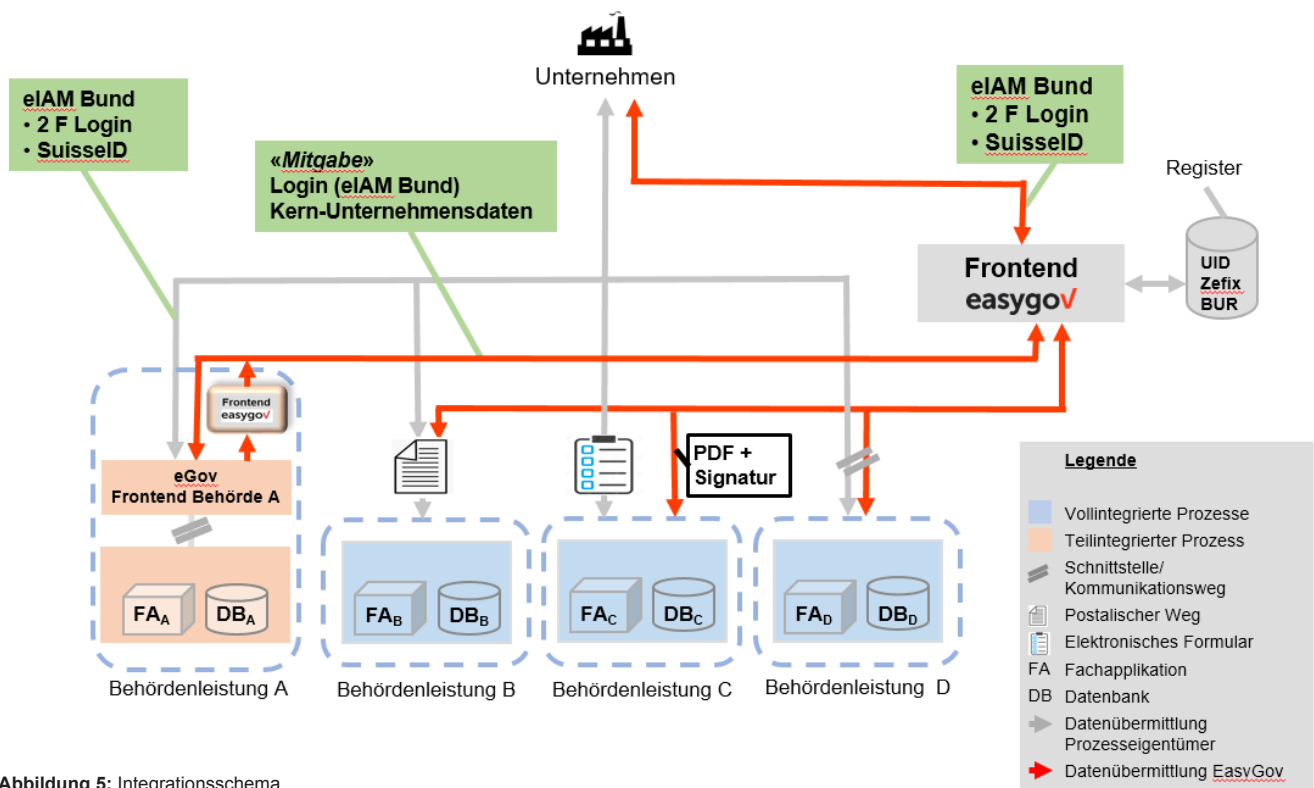 Unternehmen
eIAM Bund
• 2 F Login
• SuisseID
«Mitgabe»
Login (eIAM Bund)
Kern-Unternehmensdaten
eIAM Bund
• 2 F Login
• SuisseID
Register
UID
Zefix
BUR
Frontend
easygov
Frontend
easygov
eGov
Frontend Behörde A
PDF +
Signatur
FAA
DBA
FAB
DBB
FAC
DBC
FAD
DBD
Behördenleistung A
Behördenleistung B
Behördenleistung C
Behördenleistung D
Legende
Vollintegrierte Prozesse
Teilintegrierter Prozess
Schnittstelle/
Kommunikationsweg
Postalischer Weg
Elektronisches Formular
FA Fachapplikation
DB Datenbank
Datenübermittlung
Prozesseigentümer
Datenübermittlung EasyGov
Abbildung 5: Integrationsschema